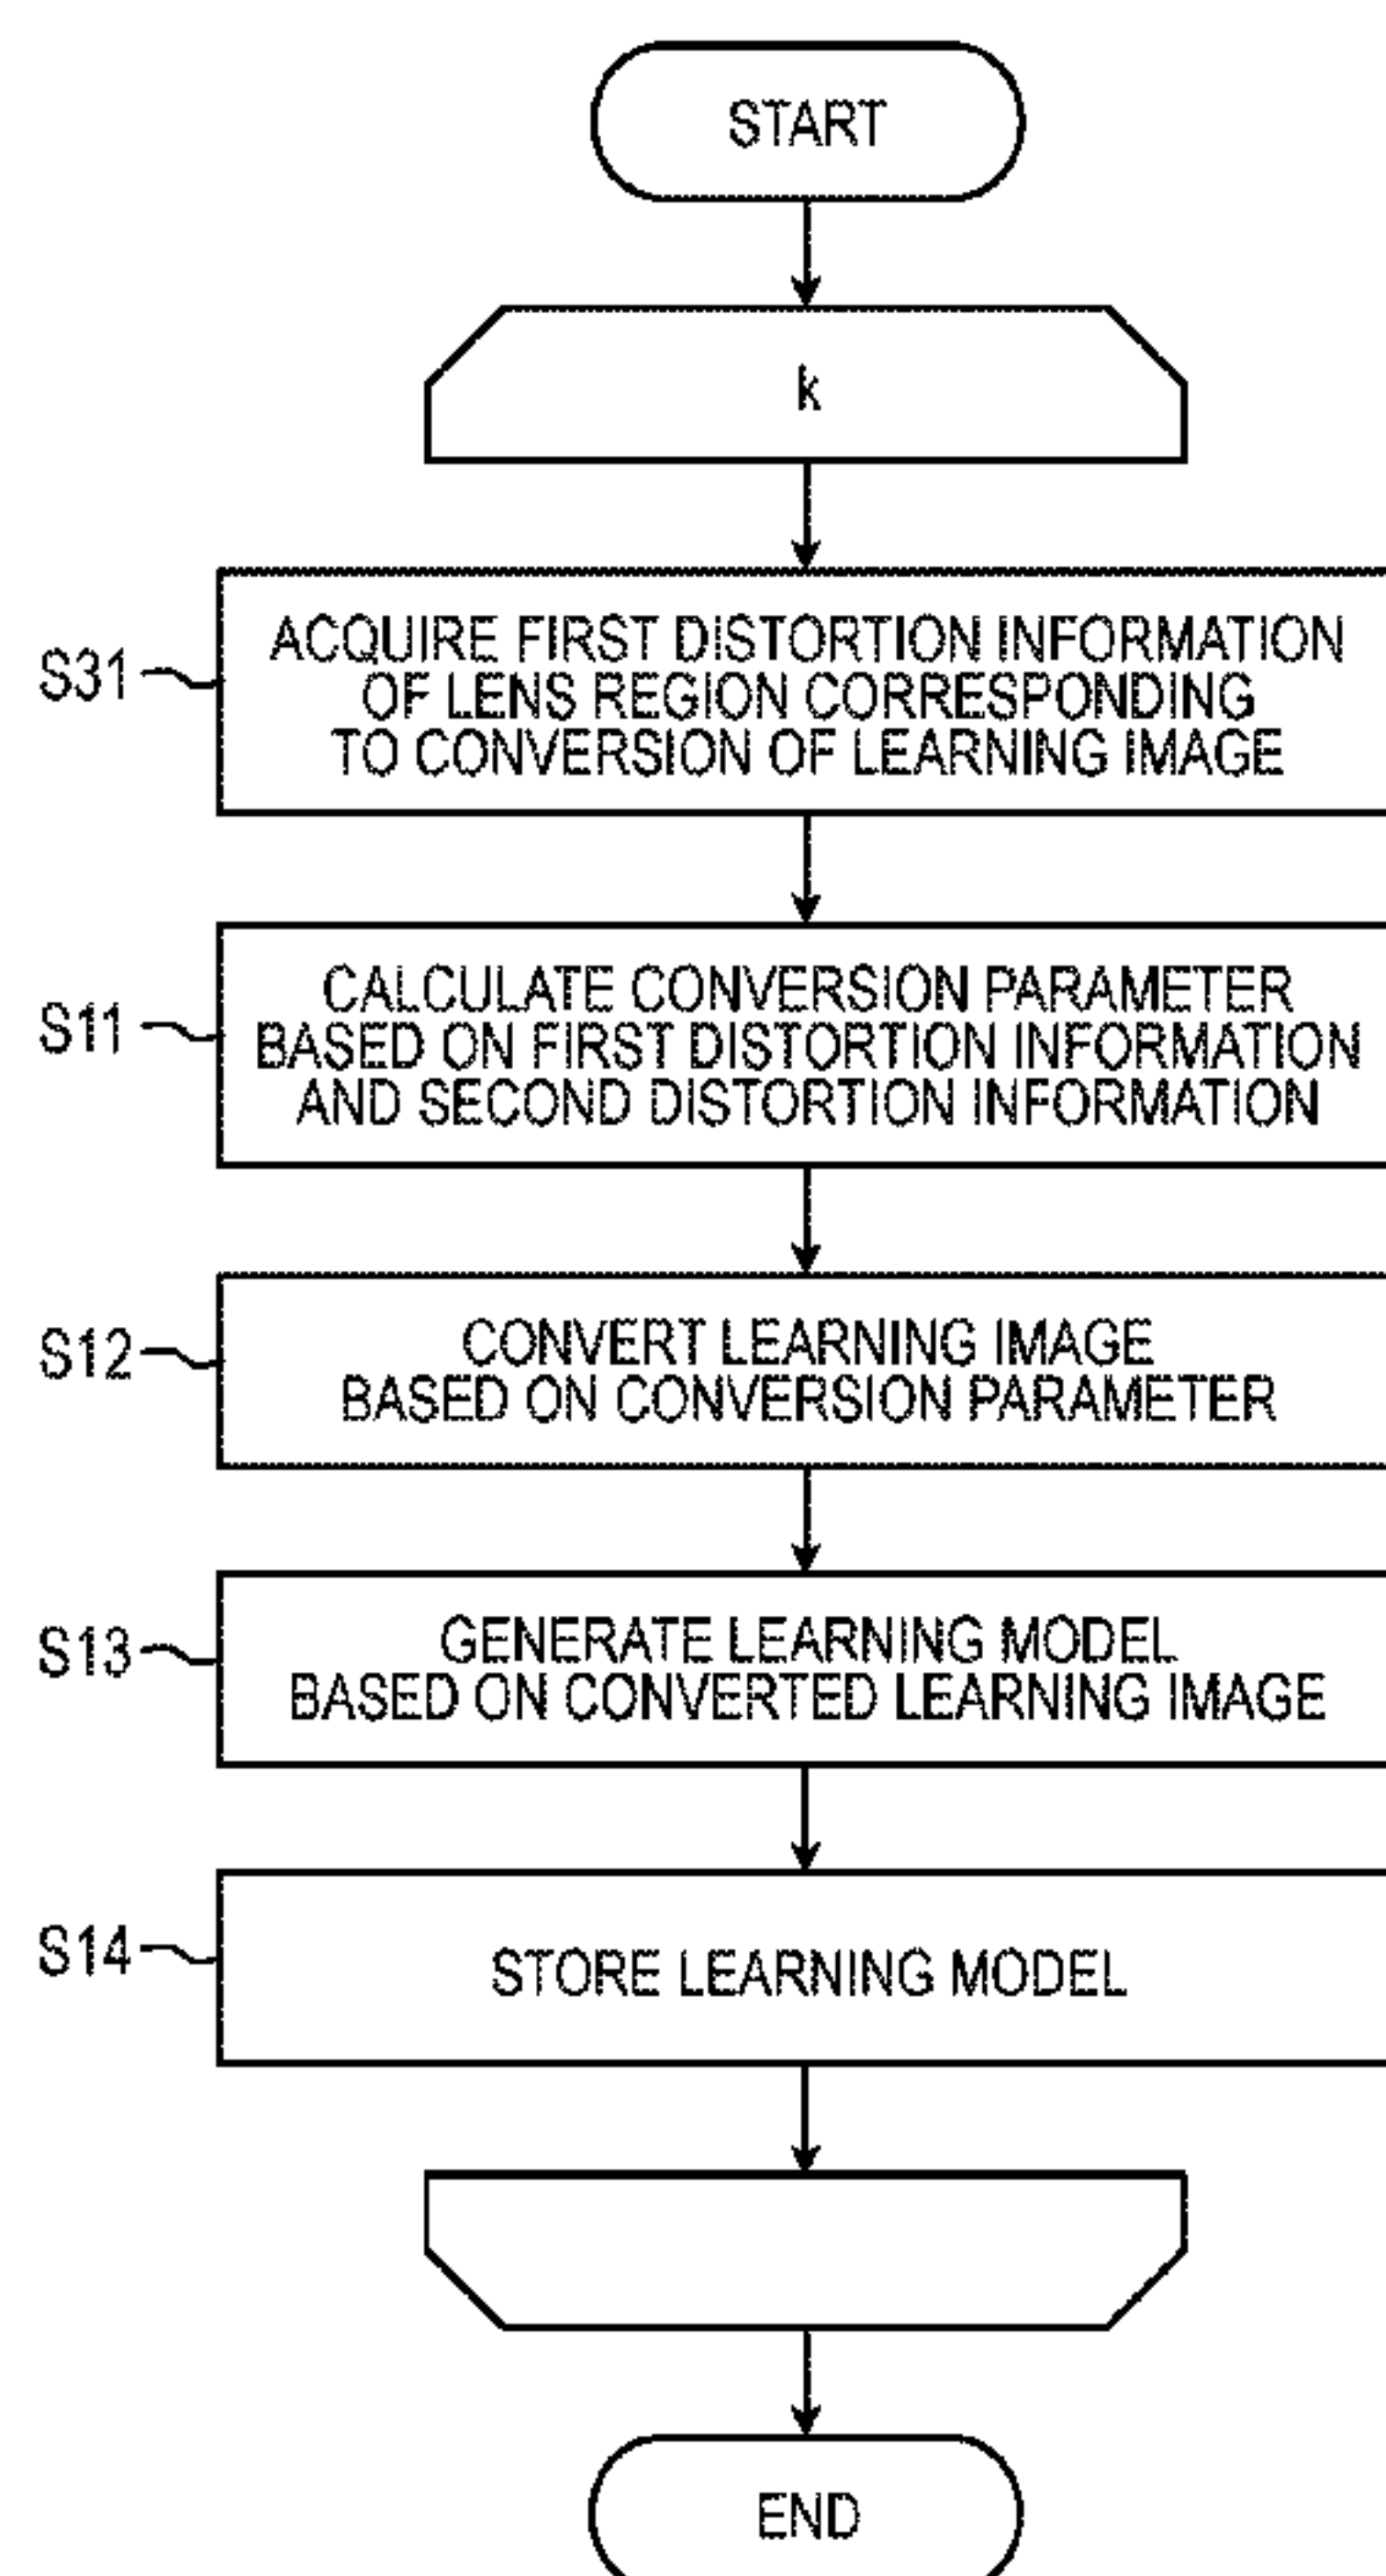 START
k
S31
ACQUIRE FIRST DISTORTION INFORMATION
OF LENS REGION CORRESPONDING
TO CONVERSION OF LEARNING IMAGE
S11
CALCULATE CONVERSION PARAMETER
BASED ON FIRST DISTORTION INFORMATION
AND SECOND DISTORTION INFORMATION
S12
CONVERT LEARNING IMAGE
BASED ON CONVERSION PARAMETER
S13
GENERATE LEARNING MODEL
BASED ON CONVERTED LEARNING IMAGE
S14
STORE LEARNING MODEL
END